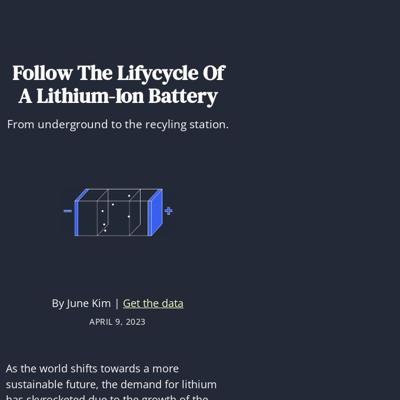 Follow The Lifycycle Of
A Lithium-Ion Battery
From underground to the recyling station.
By June Kim | Get the data
APRIL 9, 2023
As the world shifts towards a more
sustainable future, the demand for lithium
has skyrocketed due to the growth of the